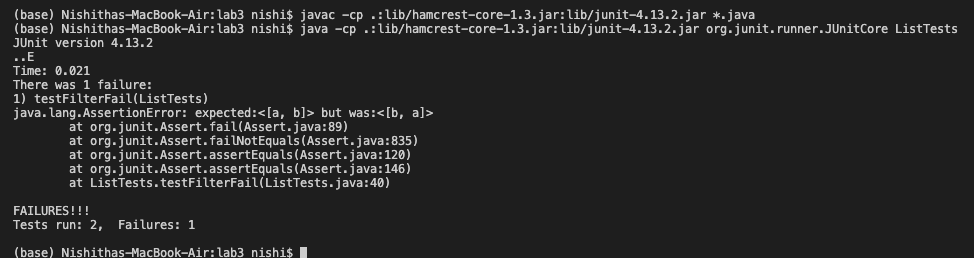 (base) Nishithas-MacBook-Air:lab3 nishi$ javac -cp .:lib/hamcrest-core-1.3.jar:lib/junit-4.13.2.jar *.java
(base) Nishithas-MacBook-Air:lab3 nishi$ java -cp .:lib/hamcrest-core-1.3.jar:lib/junit-4.13.2.jar org.junit.runner.JUnitCore ListTests
JUnit version 4.13.2
..E
Time: 0.021
There was 1 failure:
1) testFilterFail(ListTests)
java.lang.AssertionError: expected:<[a, b]> but was:<[b, a]>
        at org.junit.Assert.fail(Assert.java:89)
        at org.junit.Assert.failNotEquals(Assert.java:835)
        at org.junit.Assert.assertEquals(Assert.java:120)
        at org.junit.Assert.assertEquals(Assert.java:146)
        at ListTests.testFilterFail(ListTests.java:40)

FAILURES!!!
Tests run: 2,  Failures: 1

(base) Nishithas-MacBook-Air:lab3 nishi$